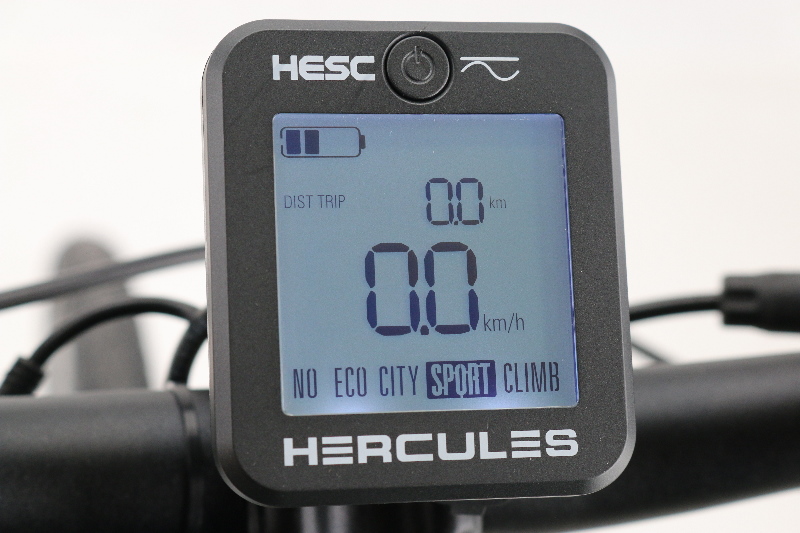 HESC
DIST TRIP 0.0 km
0.0 km/h
NO ECO CITY SPORT CLIMB
HERCULES